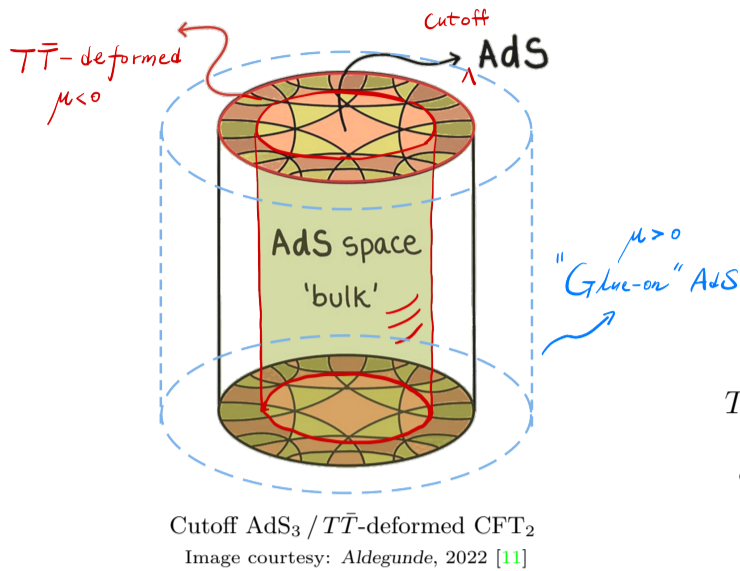 Cutoff
TT̄-deformed
μ<0
^ AdS
AdS space
'bulk'
μ>0
"Glue-on" AdS
T
Cutoff AdS₃ / TT̄-deformed CFT₂
Image courtesy: Aldegunde, 2022 [11]